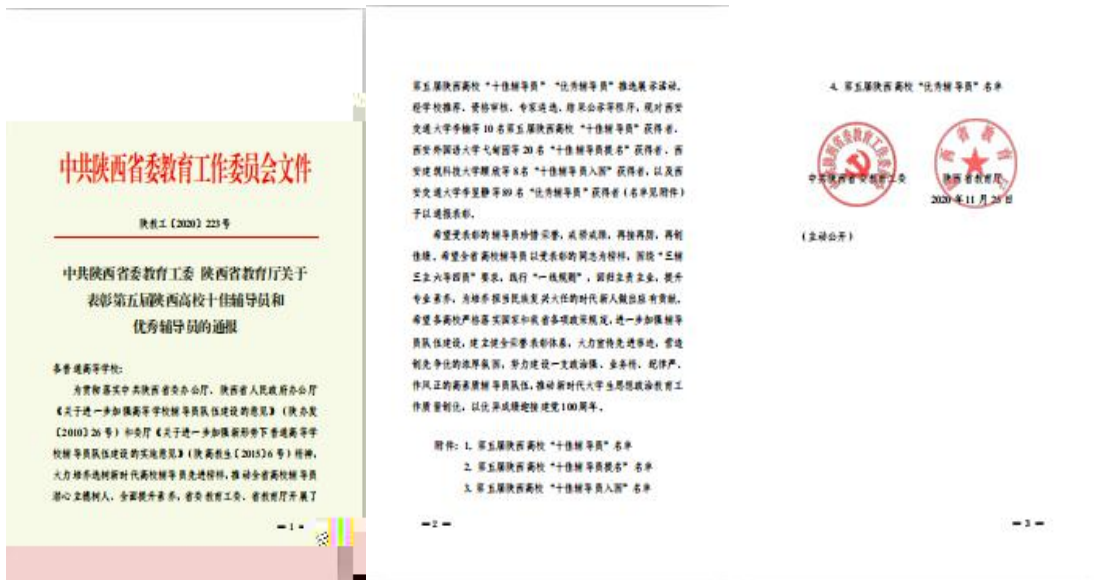 中共陕西省委教育工作委员会文件
陕教工〔2020〕223号
中共陕西省委教育工委 陕西省教育厅关于
表彰第五届陕西高校十佳辅导员和
优秀辅导员的通报
各普通高等学校:
为贯彻落实中共陕西省委办公厅、陕西省人民政府办公厅
《关于进一步加强高等学校辅导员队伍建设的意见》(陕办发
〔2010〕26号)和委厅《关于进一步加强新形势下普通高等学
校辅导员队伍建设的实施意见》(陕高教生〔2015〕6号)精神,
大力培养选树新时代高校辅导员先进榜样,推动全省高校辅导员
潜心立德树人、全面提升素养,省委教育工委、省教育厅开展了
— 1 —
第五届陕西高校“十佳辅导员”“优秀辅导员”推选展示活动。
经学校推荐、资格审核、专家遴选、结果公示等程序,现对西安
交通大学李楠等10名第五届陕西高校“十佳辅导员”获得者、
西安外国语大学弋甸园等20名“十佳辅导员提名”获得者、西
安建筑科技大学顾欣等8名“十佳辅导员入围”获得者,以及西
安交通大学李昱静等89名“优秀辅导员”获得者(名单见附件)
予以通报表彰。
希望受表彰的辅导员珍惜荣誉,戒骄戒躁,再接再厉,再创
佳绩。希望全省高校辅导员以受表彰的同志为榜样,围绕“三辅
三立六等四员”要求,践行“一线规则”,回归主责主业,提升
专业素养,为培养担当民族复兴大任的时代新人做出应有贡献。
希望各高校严格落实国家和我省各项政策规定,进一步加强辅导
员队伍建设,建立健全荣誉表彰体系,大力宣传先进事迹,营造
创先争优的浓厚氛围,努力建设一支政治强、业务精、纪律严、
作风正的高素质辅导员队伍,推动新时代大学生思想政治教育工
作质量创优,以优异成绩迎接建党100周年。
附件:1. 第五届陕西高校“十佳辅导员”名单
2. 第五届陕西高校“十佳辅导员提名”名单
3. 第五届陕西高校“十佳辅导员入围”名单
— 2 —
4. 第五届陕西高校“优秀辅导员”名单
中共陕西省委教育工委 陕西省教育厅
2020年11月25日
(主动公开)
— 3 —